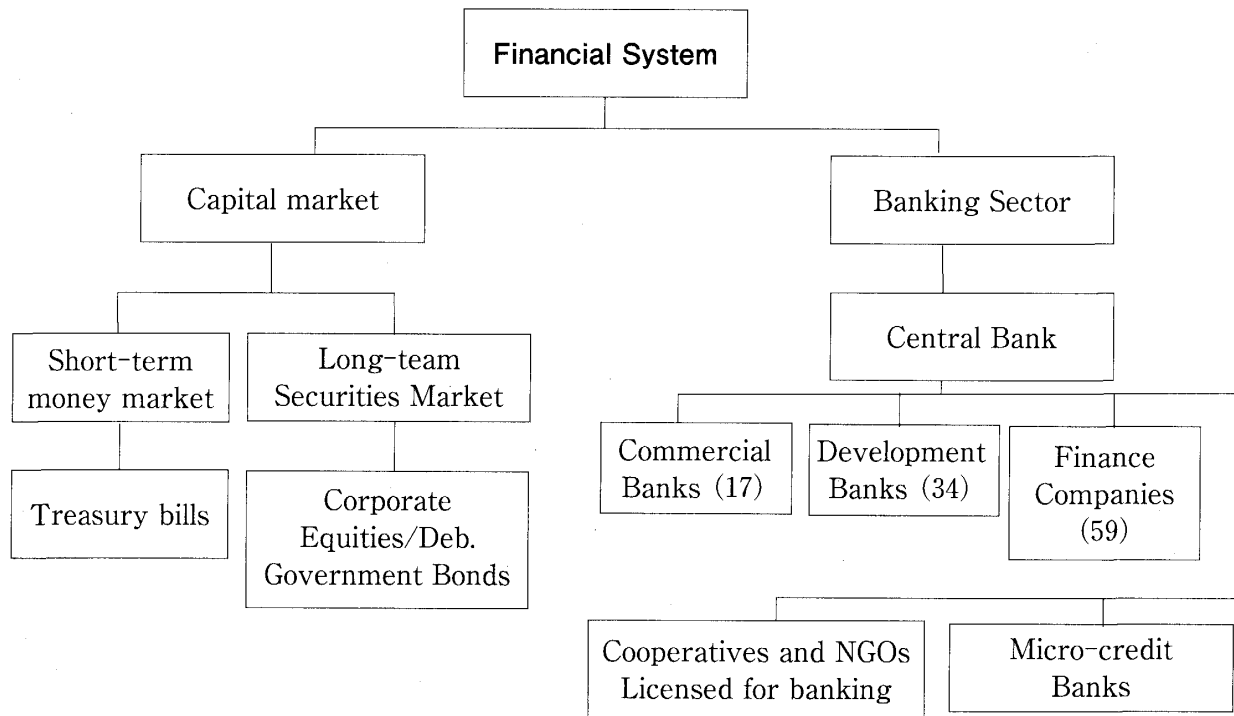 Financial System
Capital market
Banking Sector
Short-term
money market
Long-team
Securities Market
Central Bank
Treasury bills
Corporate
Equities/Deb.
Government Bonds
Commercial
Banks (17)
Development
Banks (34)
Finance
Companies
(59)
Cooperatives and NGOs
Licensed for banking
Micro-credit
Banks